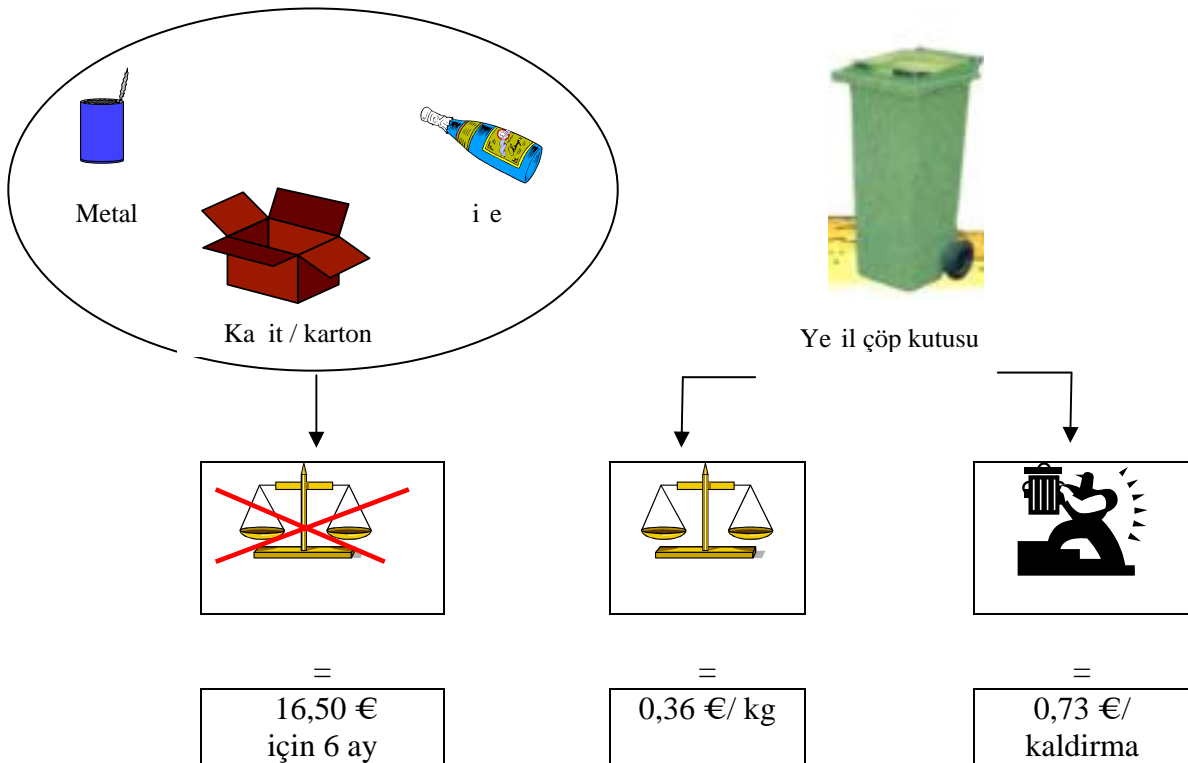 Metal
i e
Ka it / karton
Ye il çöp kutusu
=
16,50 €
için 6 ay
=
0,36 €/ kg
=
0,73 €/
kaldirma